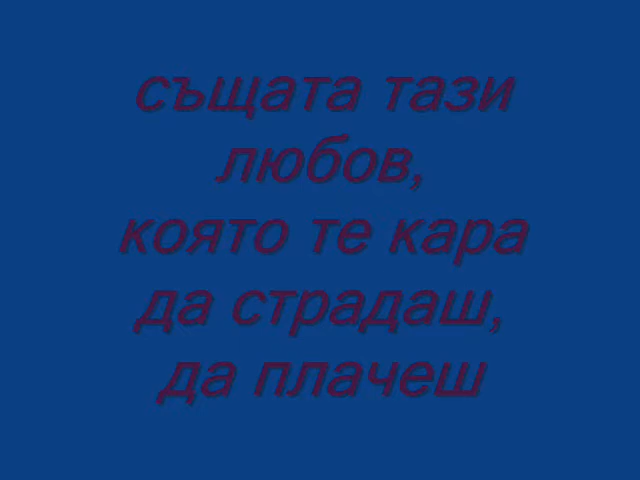 същата тази
любов,
която те кара
да страдаш,
да плачеш